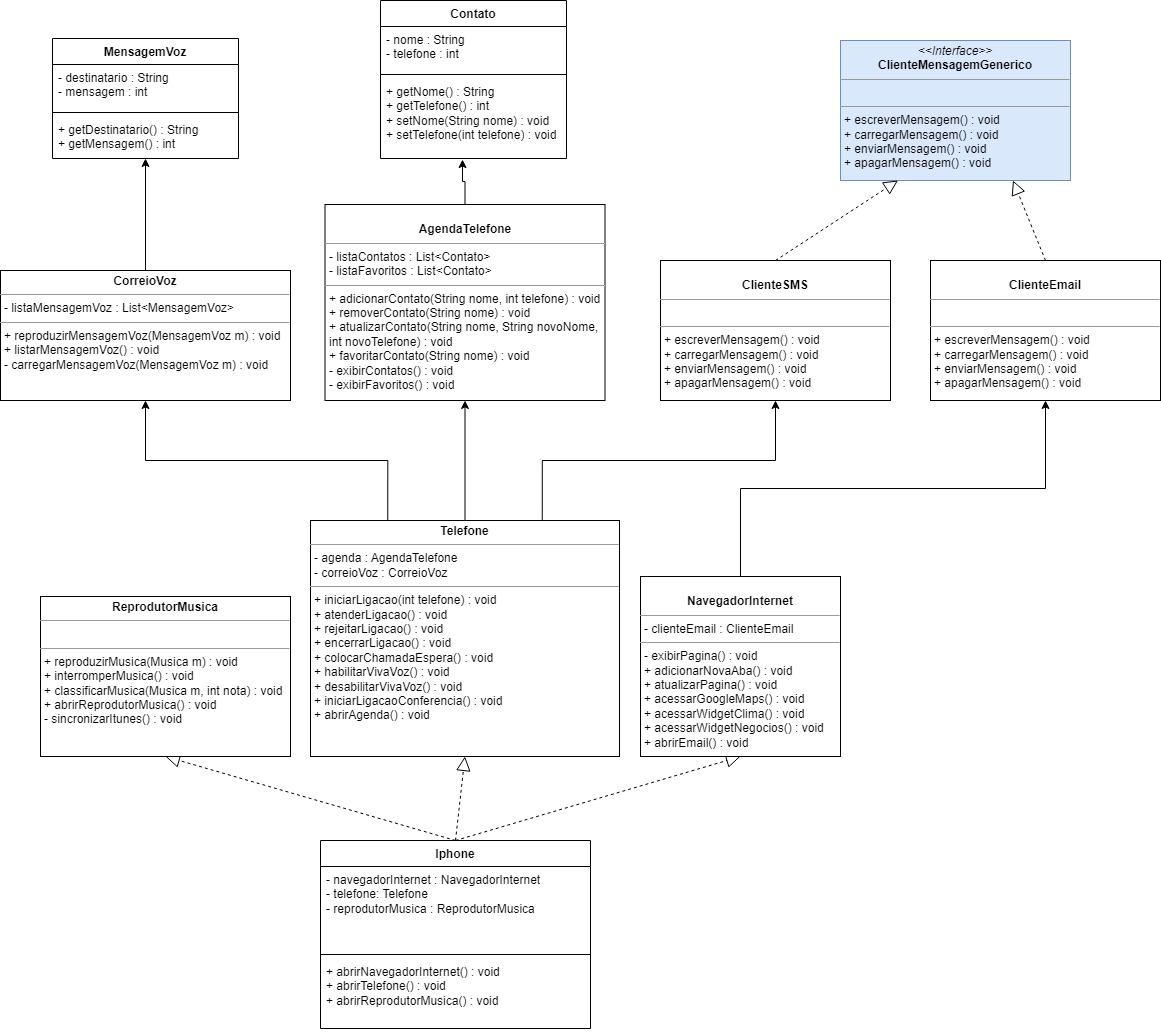 Contato
- nome : String
- telefone : int
+ getNome() : String
+ getTelefone() : int
+ setNome(String nome) : void
+ setTelefone(int telefone) : void
MensagemVoz
- destinatario : String
- mensagem : int
+ getDestinatario() : String
+ getMensagem() : int
<<Interface>>
ClienteMensagemGenerico
+ escreverMensagem() : void
+ carregarMensagem() : void
+ enviarMensagem() : void
+ apagarMensagem() : void
CorreioVoz
- listaMensagemVoz : List<MensagemVoz>
+ reproduzirMensagemVoz(MensagemVoz m) : void
+ listarMensagemVoz() : void
- carregarMensagemVoz(MensagemVoz m) : void
AgendaTelefone
- listaContatos : List<Contato>
- listaFavoritos : List<Contato>
+ adicionarContato(String nome, int telefone) : void
+ removerContato(String nome) : void
+ atualizarContato(String nome, String novoNome,
int novoTelefone) : void
+ favoritarContato(String nome) : void
- exibirContatos() : void
- exibirFavoritos() : void
ClienteSMS
+ escreverMensagem() : void
+ carregarMensagem() : void
+ enviarMensagem() : void
+ apagarMensagem() : void
ClienteEmail
+ escreverMensagem() : void
+ carregarMensagem() : void
+ enviarMensagem() : void
+ apagarMensagem() : void
ReprodutorMusica
+ reproduzirMusica(Musica m) : void
+ interromperMusica() : void
+ classificarMusica(Musica m, int nota) : void
+ abrirReprodutorMusica() : void
- sincronizarItunes() : void
Telefone
- agenda : AgendaTelefone
- correioVoz : CorreioVoz
+ iniciarLigacao(int telefone) : void
+ atenderLigacao() : void
+ rejeitarLigacao() : void
+ encerrarLigacao() : void
+ colocarChamadaEspera() : void
+ habilitarVivaVoz() : void
+ desabilitarVivaVoz() : void
+ iniciarLigacaoConferencia() : void
+ abrirAgenda() : void
NavegadorInternet
- clienteEmail : ClienteEmail
- exibirPagina() : void
+ adicionarNovaAba() : void
+ atualizarPagina() : void
+ acessarGoogleMaps() : void
+ acessarWidgetClima() : void
+ acessarWidgetNegocios() : void
+ abrirEmail() : void
Iphone
- navegadorInternet : NavegadorInternet
- telefone: Telefone
- reprodutorMusica : ReprodutorMusica
+ abrirNavegadorInternet() : void
+ abrirTelefone() : void
+ abrirReprodutorMusica() : void